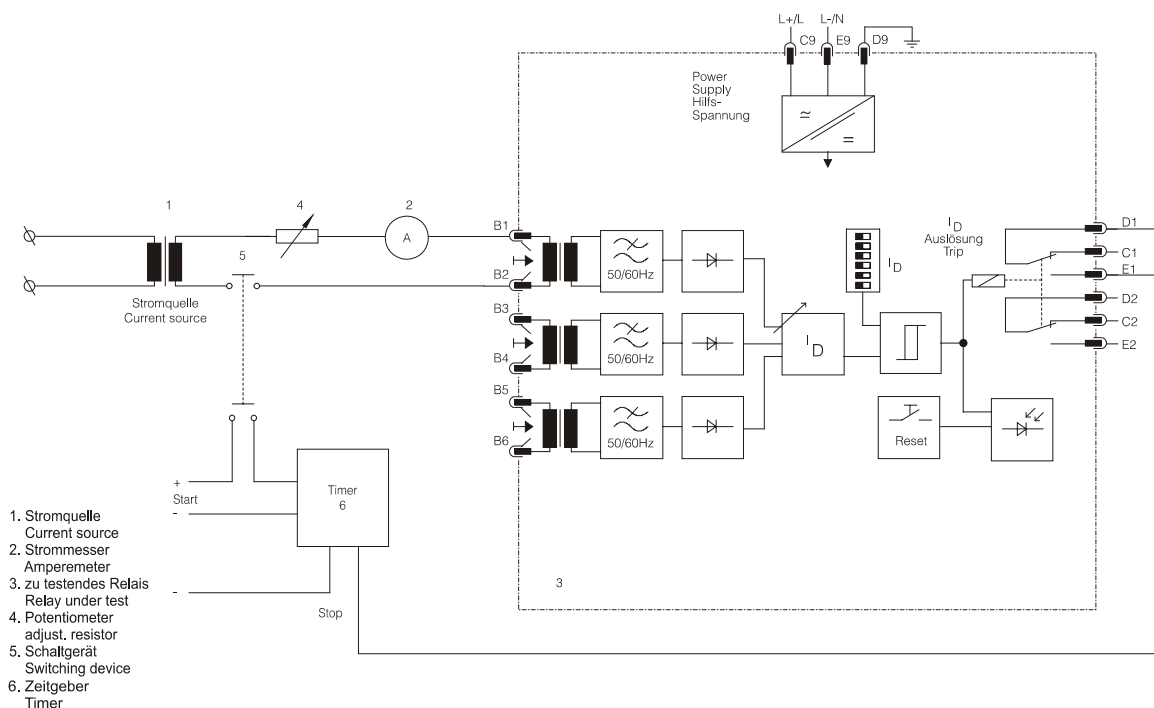 L+/L L-/N
C9 E9 D9
Power
Supply
Hilfs-
Spannung
≃
=
1
4
2
A
5
Stromquelle
Current source
B1
B2
B3
B4
B5
B6
50/60Hz
50/60Hz
50/60Hz
ID
ID
ID
Auslösung
Trip
Reset
D1
C1
E1
D2
C2
E2
3
+
Start
-
-
Timer
6
Stop
1. Stromquelle
Current source
2. Strommesser
Amperemeter
3. zu testendes Relais
Relay under test
4. Potentiometer
adjust. resistor
5. Schaltgerät
Switching device
6. Zeitgeber
Timer